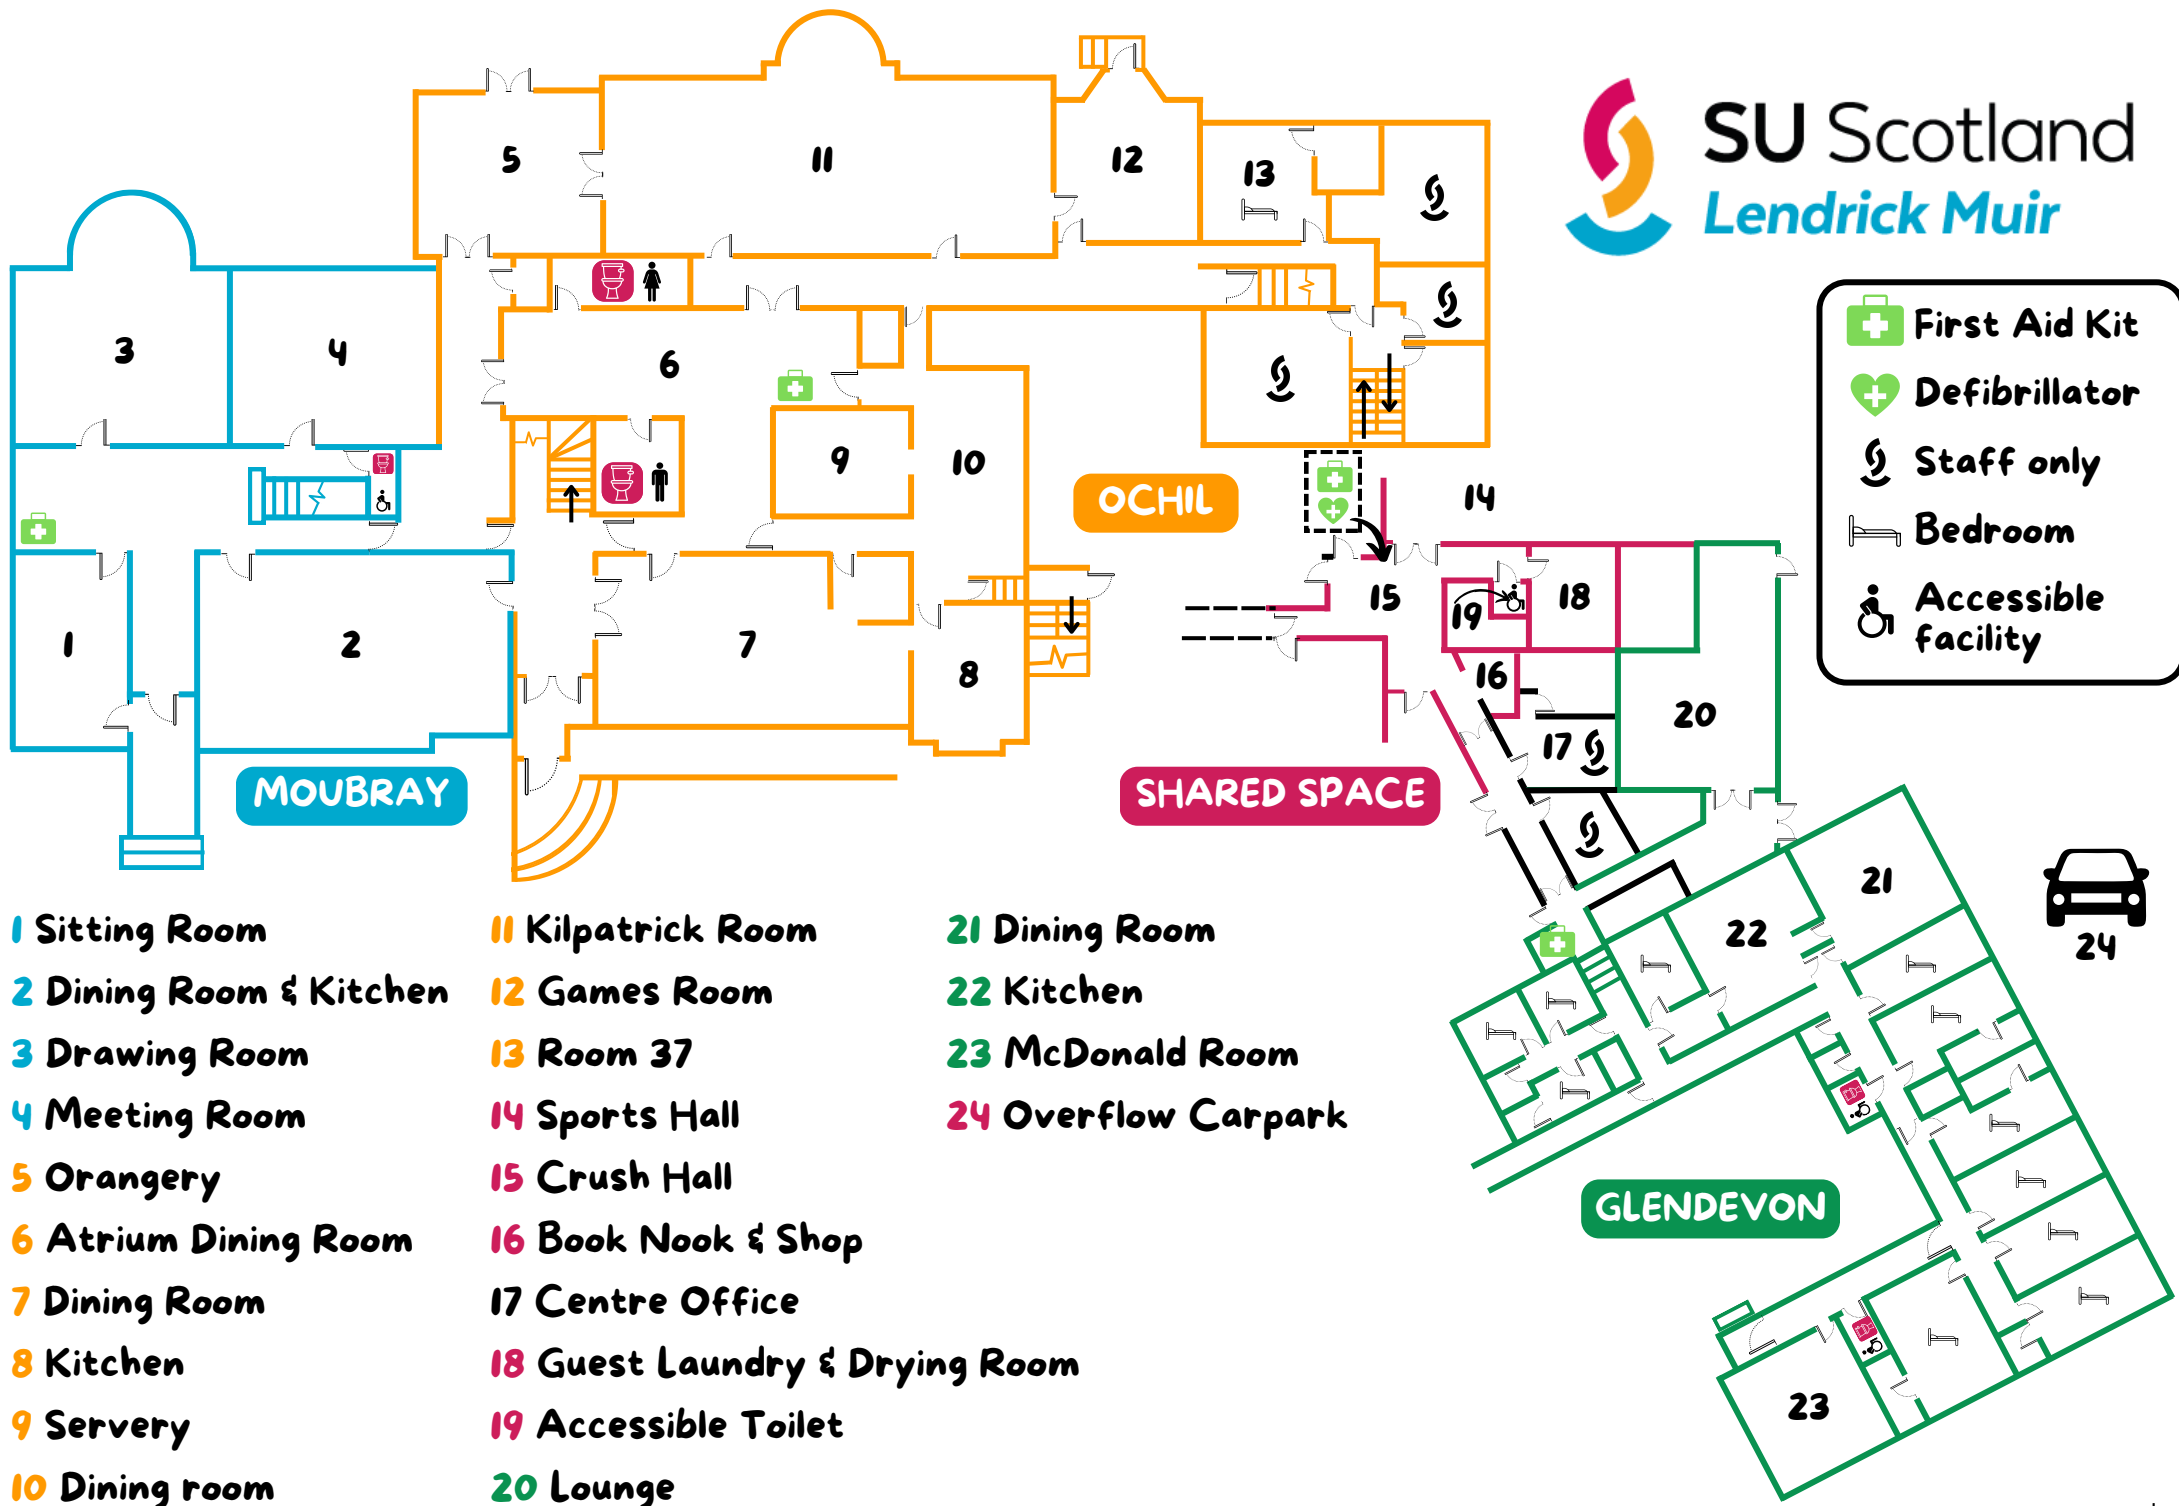 SU Scotland
Lendrick Muir
First Aid Kit
Defibrillator
Staff only
Bedroom
Accessible
facility
5
11
12
13
3
4
6
9
10
14
OCHIL
15
19
18
1
2
7
8
16
20
17
MOUBRAY
SHARED SPACE
21
22
24
GLENDEVON
23
1 Sitting Room
2 Dining Room & Kitchen
3 Drawing Room
4 Meeting Room
5 Orangery
6 Atrium Dining Room
7 Dining Room
8 Kitchen
9 Servery
10 Dining room
11 Kilpatrick Room
12 Games Room
13 Room 37
14 Sports Hall
15 Crush Hall
16 Book Nook & Shop
17 Centre Office
18 Guest Laundry & Drying Room
19 Accessible Toilet
20 Lounge
21 Dining Room
22 Kitchen
23 McDonald Room
24 Overflow Carpark